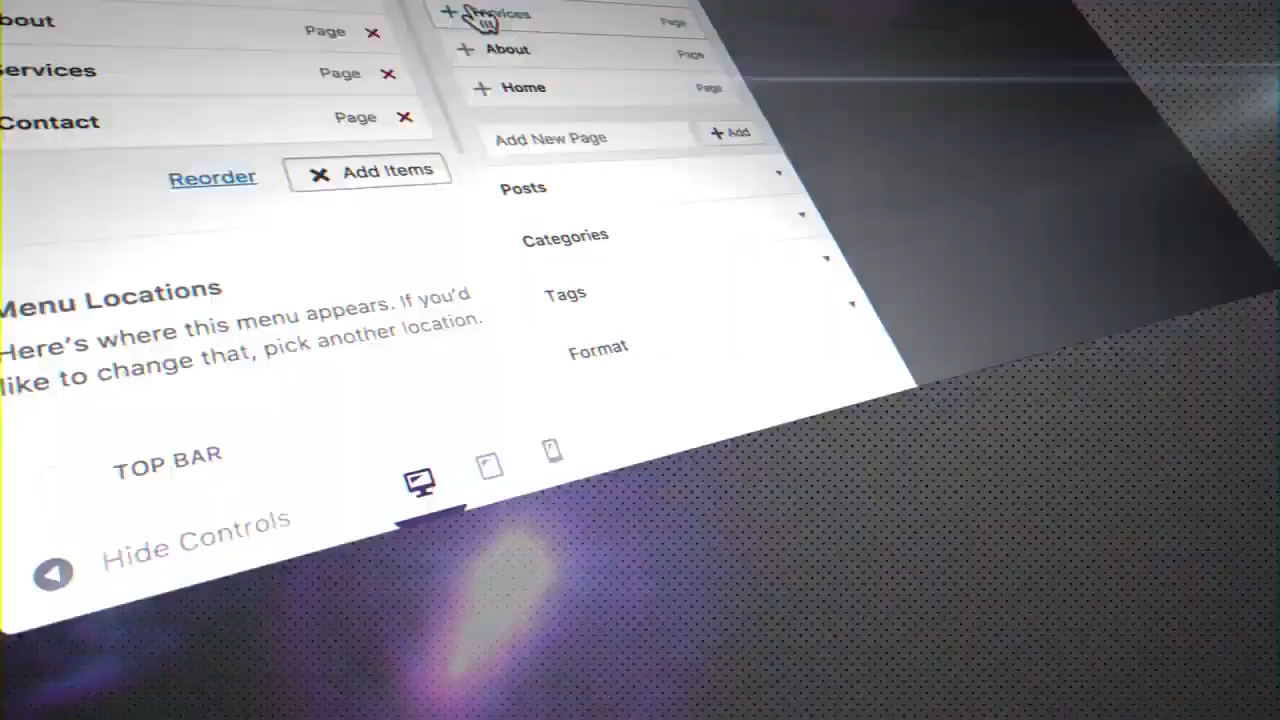 bout Page
ervices Page
Contact Page
Reorder Add Items
Menu Locations
Here's where this menu appears. If you'd
like to change that, pick another location.
TOP BAR
Hide Controls
Services Page
About Page
Home Page
Add New Page Add
Posts
Categories
Tags
Format